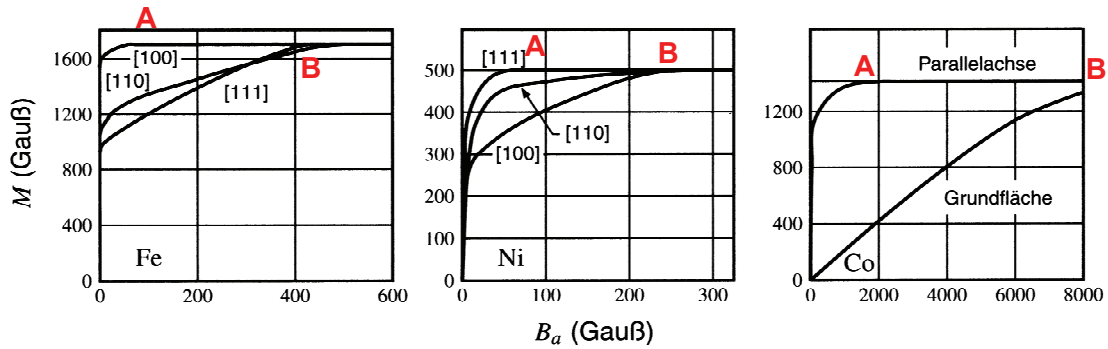 M (Gauß)
1600
1200
800
400
0
A
[100]
[110]
[111]
B
Fe
0 200 400 600
500
400
300
200
100
0
[111]
A
B
[110]
[100]
Ni
0 100 200 300
B_a (Gauß)
1200
800
400
0
A
Parallelachse
B
Grundfläche
Co
0 2000 4000 6000 8000